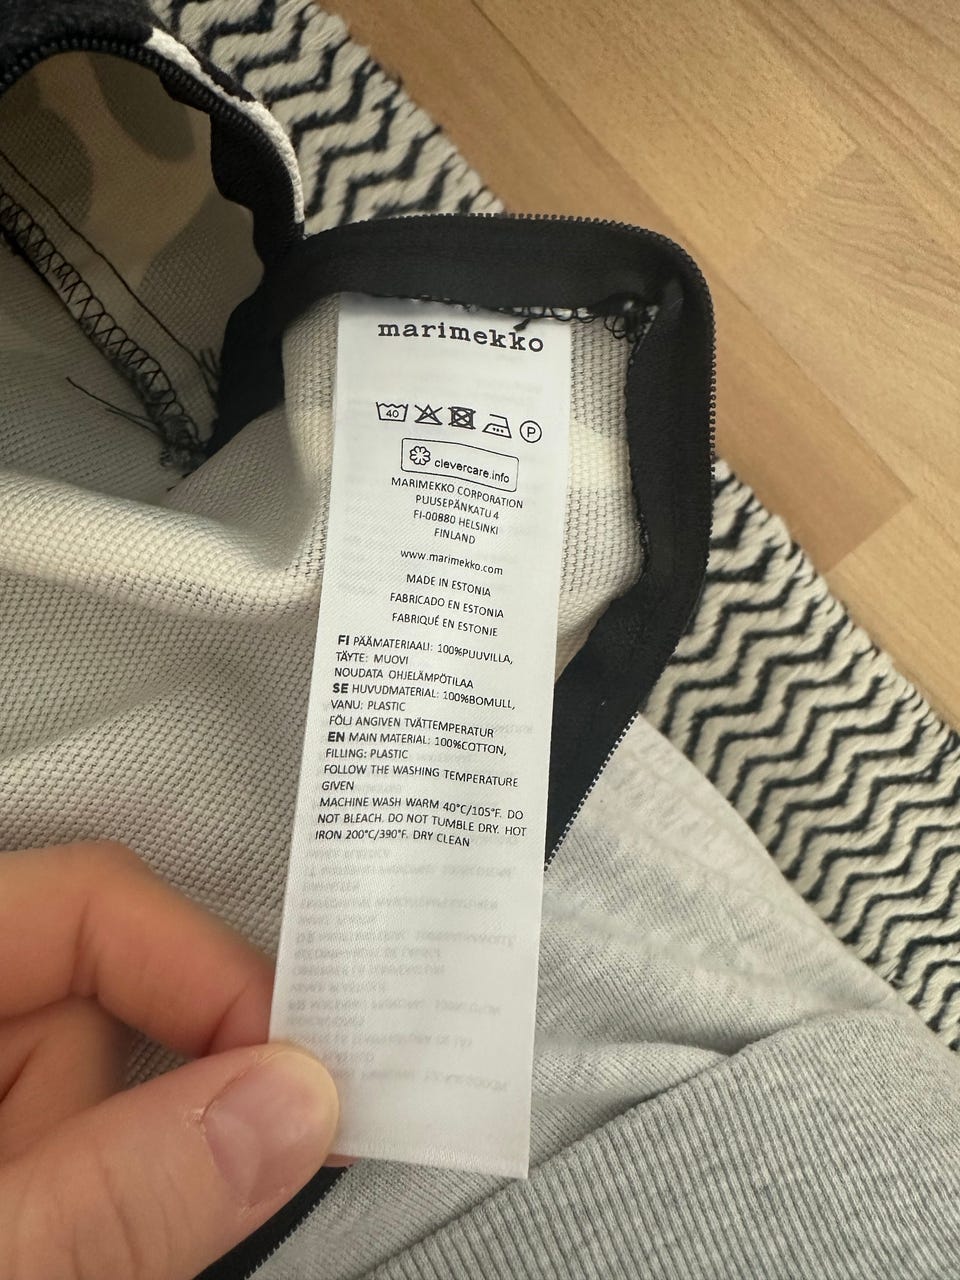 marimekko
40 P
clevercare.info
MARIMEKKO CORPORATION
PUUSEPÄNKATU 4
FI-00880 HELSINKI
FINLAND
www.marimekko.com
MADE IN ESTONIA
FABRICADO EN ESTONIA
FABRIQUÉ EN ESTONIE
FI PÄÄMATERIAALI: 100%PUUVILLA,
TÄYTE: MUOVI
NOUDATA OHJELÄMPÖTILAA
SE HUVUDMATERIAL: 100%BOMULL,
VANU: PLASTIC
FÖLJ ANGIVEN TVÄTTEMPERATUR
EN MAIN MATERIAL: 100%COTTON,
FILLING: PLASTIC
FOLLOW THE WASHING TEMPERATURE
GIVEN
MACHINE WASH WARM 40°C/105°F. DO
NOT BLEACH. DO NOT TUMBLE DRY. HOT
IRON 200°C/390°F. DRY CLEAN